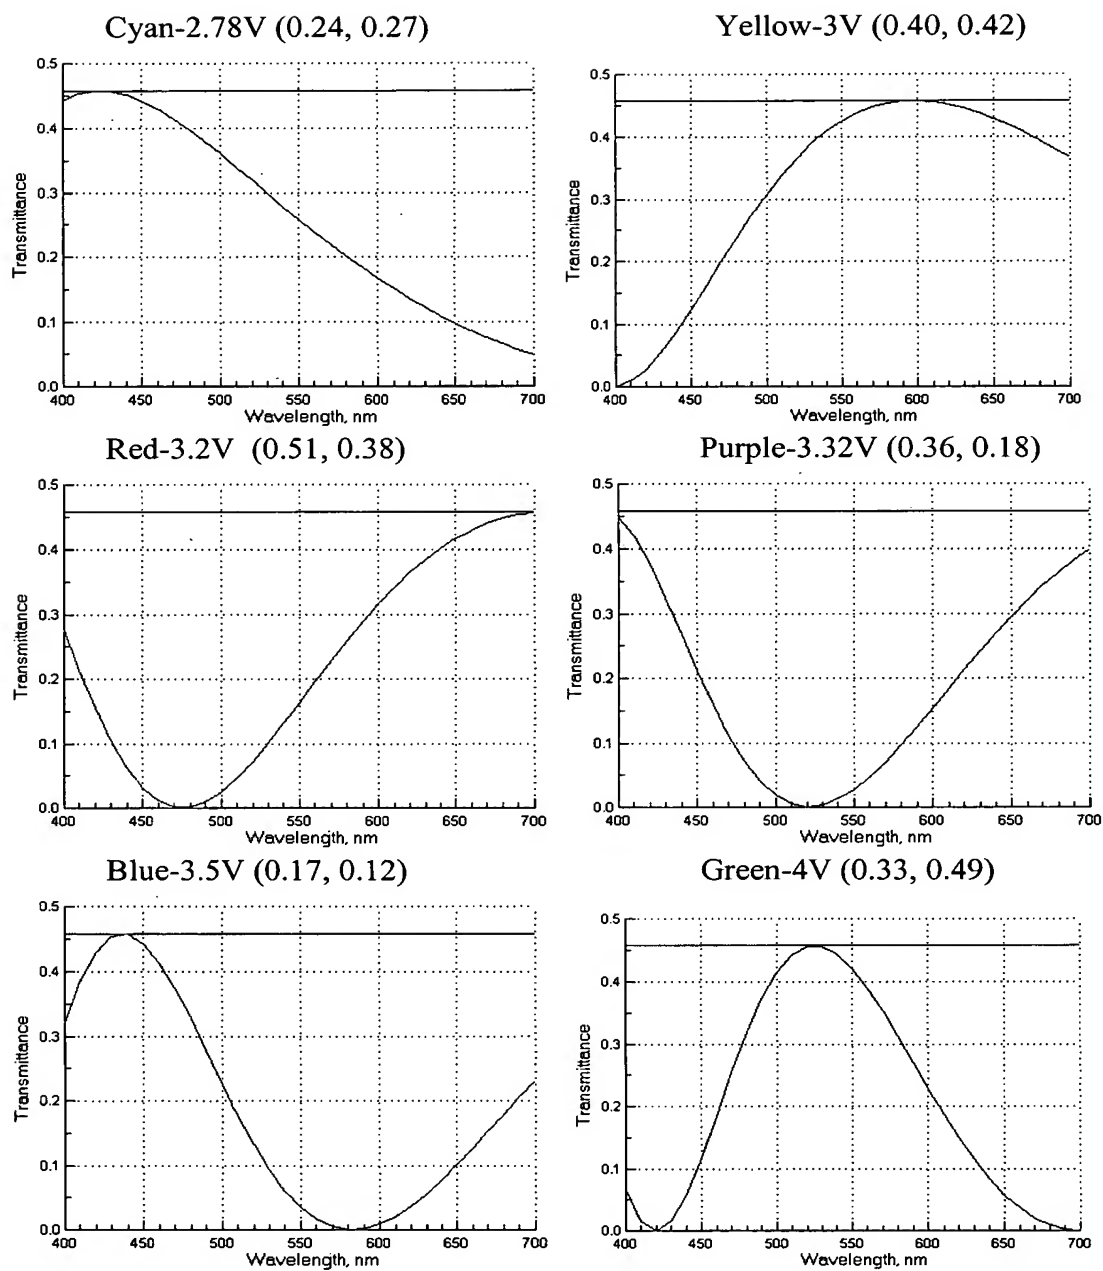 Cyan-2.78V (0.24, 0.27)
0.5
0.4
0.3
0.2
0.1
0.0
Transmittance
400 450 500 550 600 650 700
Wavelength, nm
Yellow-3V (0.40, 0.42)
0.5
0.4
0.3
0.2
0.1
0.0
Transmittance
400 450 500 550 600 650 700
Wavelength, nm
Red-3.2V (0.51, 0.38)
0.5
0.4
0.3
0.2
0.1
0.0
Transmittance
400 450 500 550 600 650 700
Wavelength, nm
Purple-3.32V (0.36, 0.18)
0.5
0.4
0.3
0.2
0.1
0.0
Transmittance
400 450 500 550 600 650 700
Wavelength, nm
Blue-3.5V (0.17, 0.12)
0.5
0.4
0.3
0.2
0.1
0.0
Transmittance
400 450 500 550 600 650 700
Wavelength, nm
Green-4V (0.33, 0.49)
0.5
0.4
0.3
0.2
0.1
0.0
Transmittance
400 450 500 550 600 650 700
Wavelength, nm